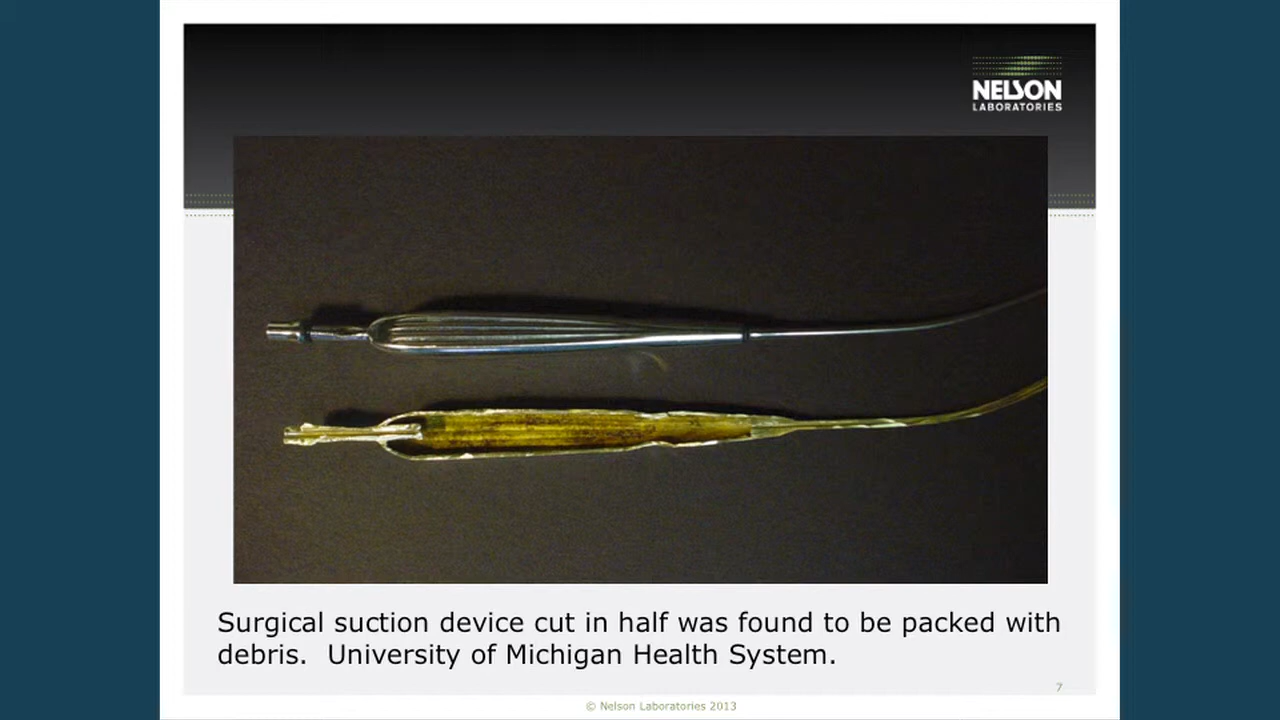 NELSON
LABORATORIES
Surgical suction device cut in half was found to be packed with
debris.  University of Michigan Health System.
7
© Nelson Laboratories 2013